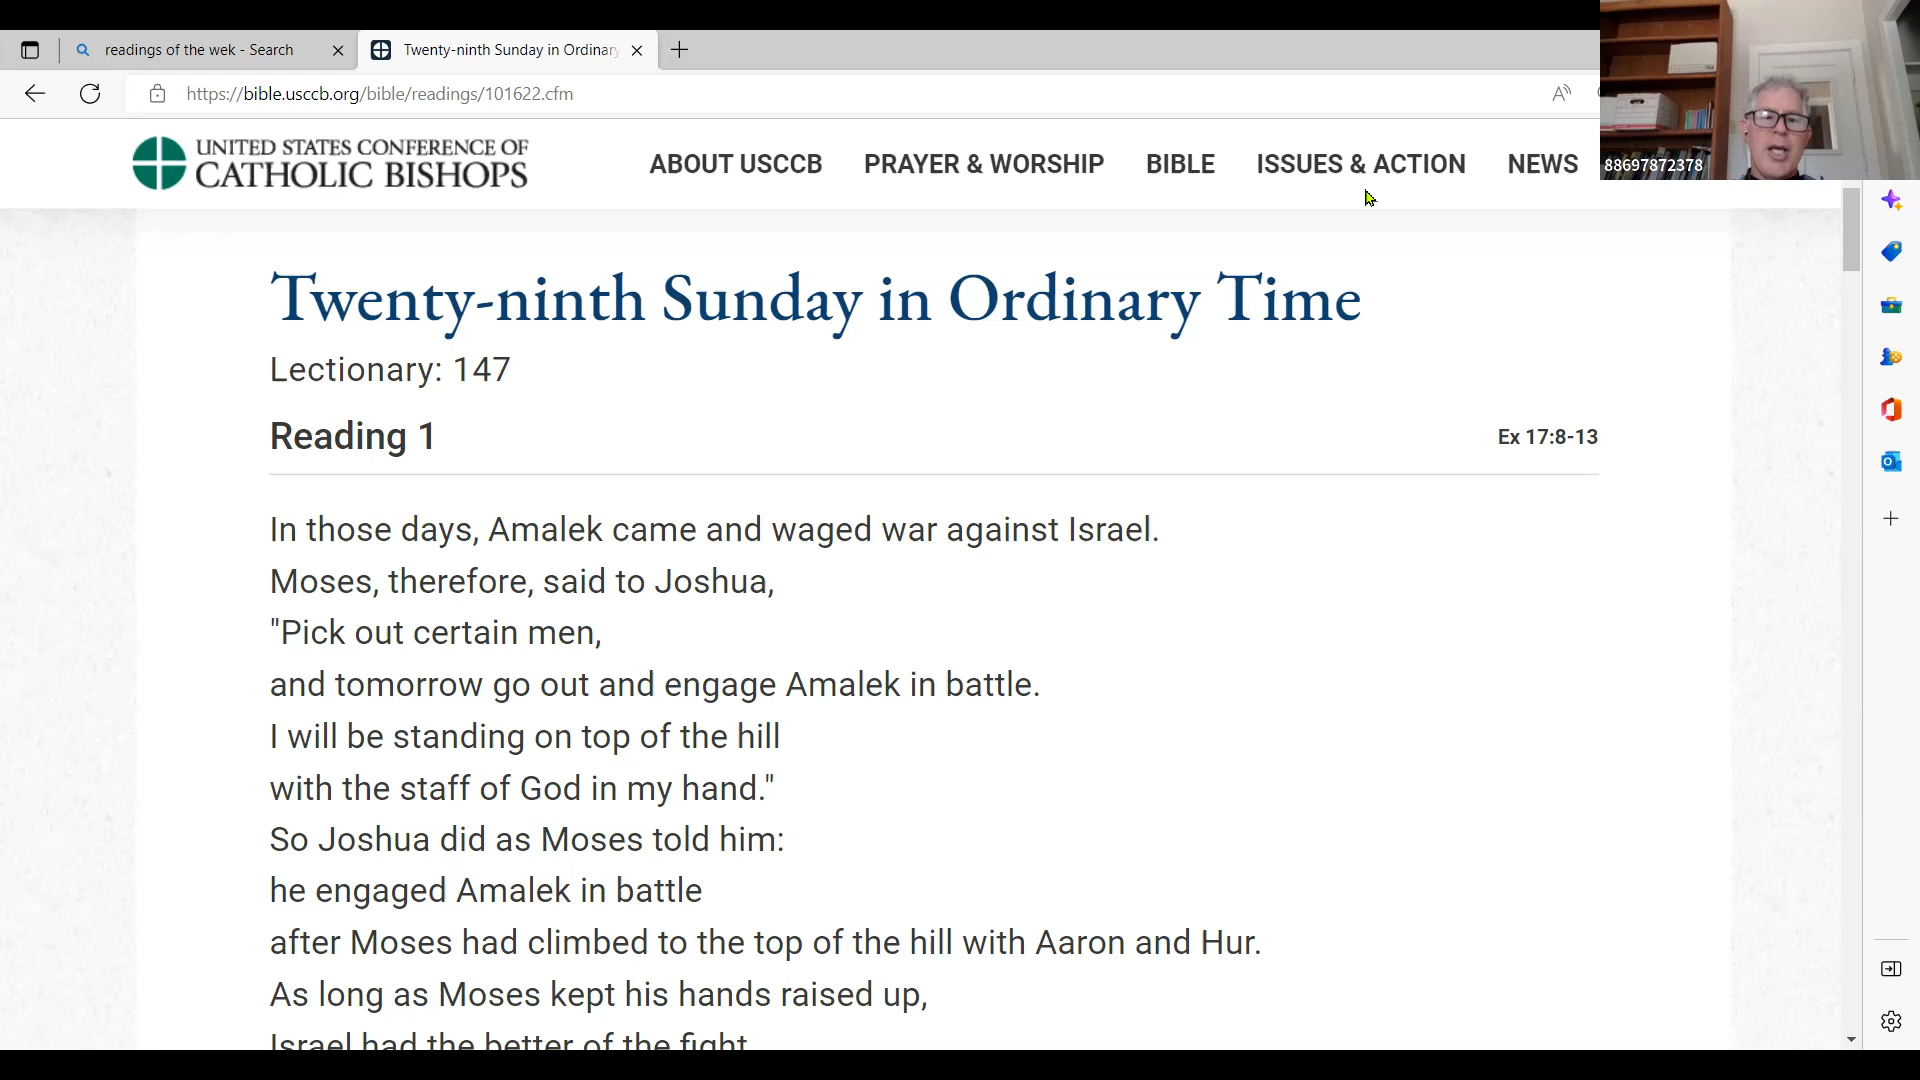 readings of the wek - Search
Twenty-ninth Sunday in Ordinary
https://bible.usccb.org/bible/readings/101622.cfm
UNITED STATES CONFERENCE OF
CATHOLIC BISHOPS
ABOUT USCCB
PRAYER & WORSHIP
BIBLE
ISSUES & ACTION
NEWS
88697872378
Twenty-ninth Sunday in Ordinary Time
Lectionary: 147
Reading 1
Ex 17:8-13
In those days, Amalek came and waged war against Israel.
Moses, therefore, said to Joshua,
"Pick out certain men,
and tomorrow go out and engage Amalek in battle.
I will be standing on top of the hill
with the staff of God in my hand."
So Joshua did as Moses told him:
he engaged Amalek in battle
after Moses had climbed to the top of the hill with Aaron and Hur.
As long as Moses kept his hands raised up,
Israel had the better of the fight